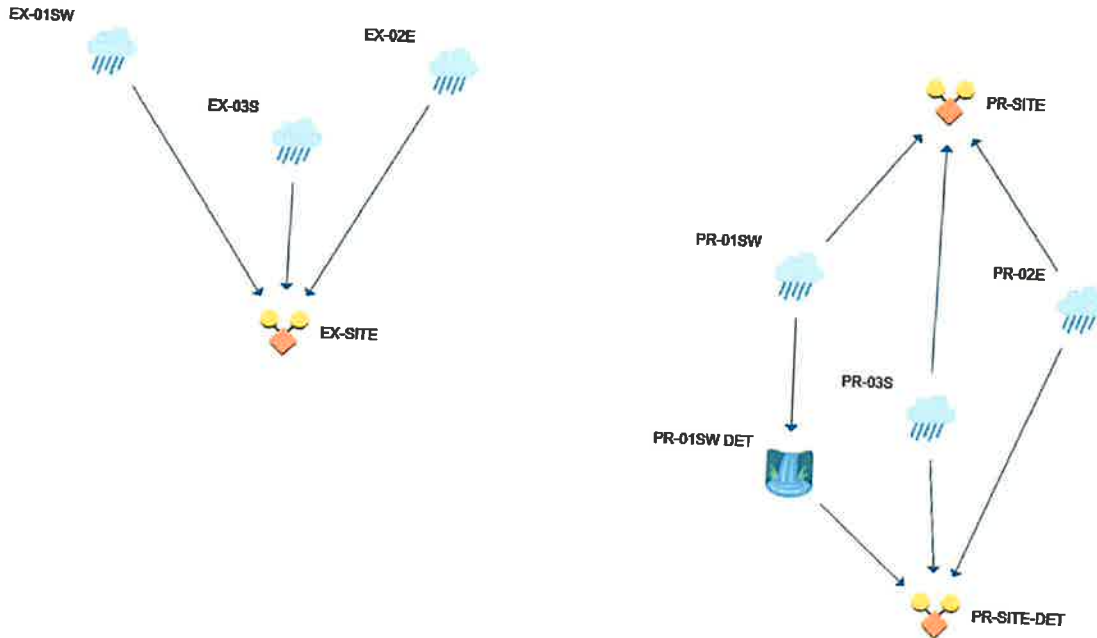 EX-01SW
EX-02E
EX-03S
EX-SITE
PR-SITE
PR-01SW
PR-02E
PR-03S
PR-01SW DET
PR-SITE-DET